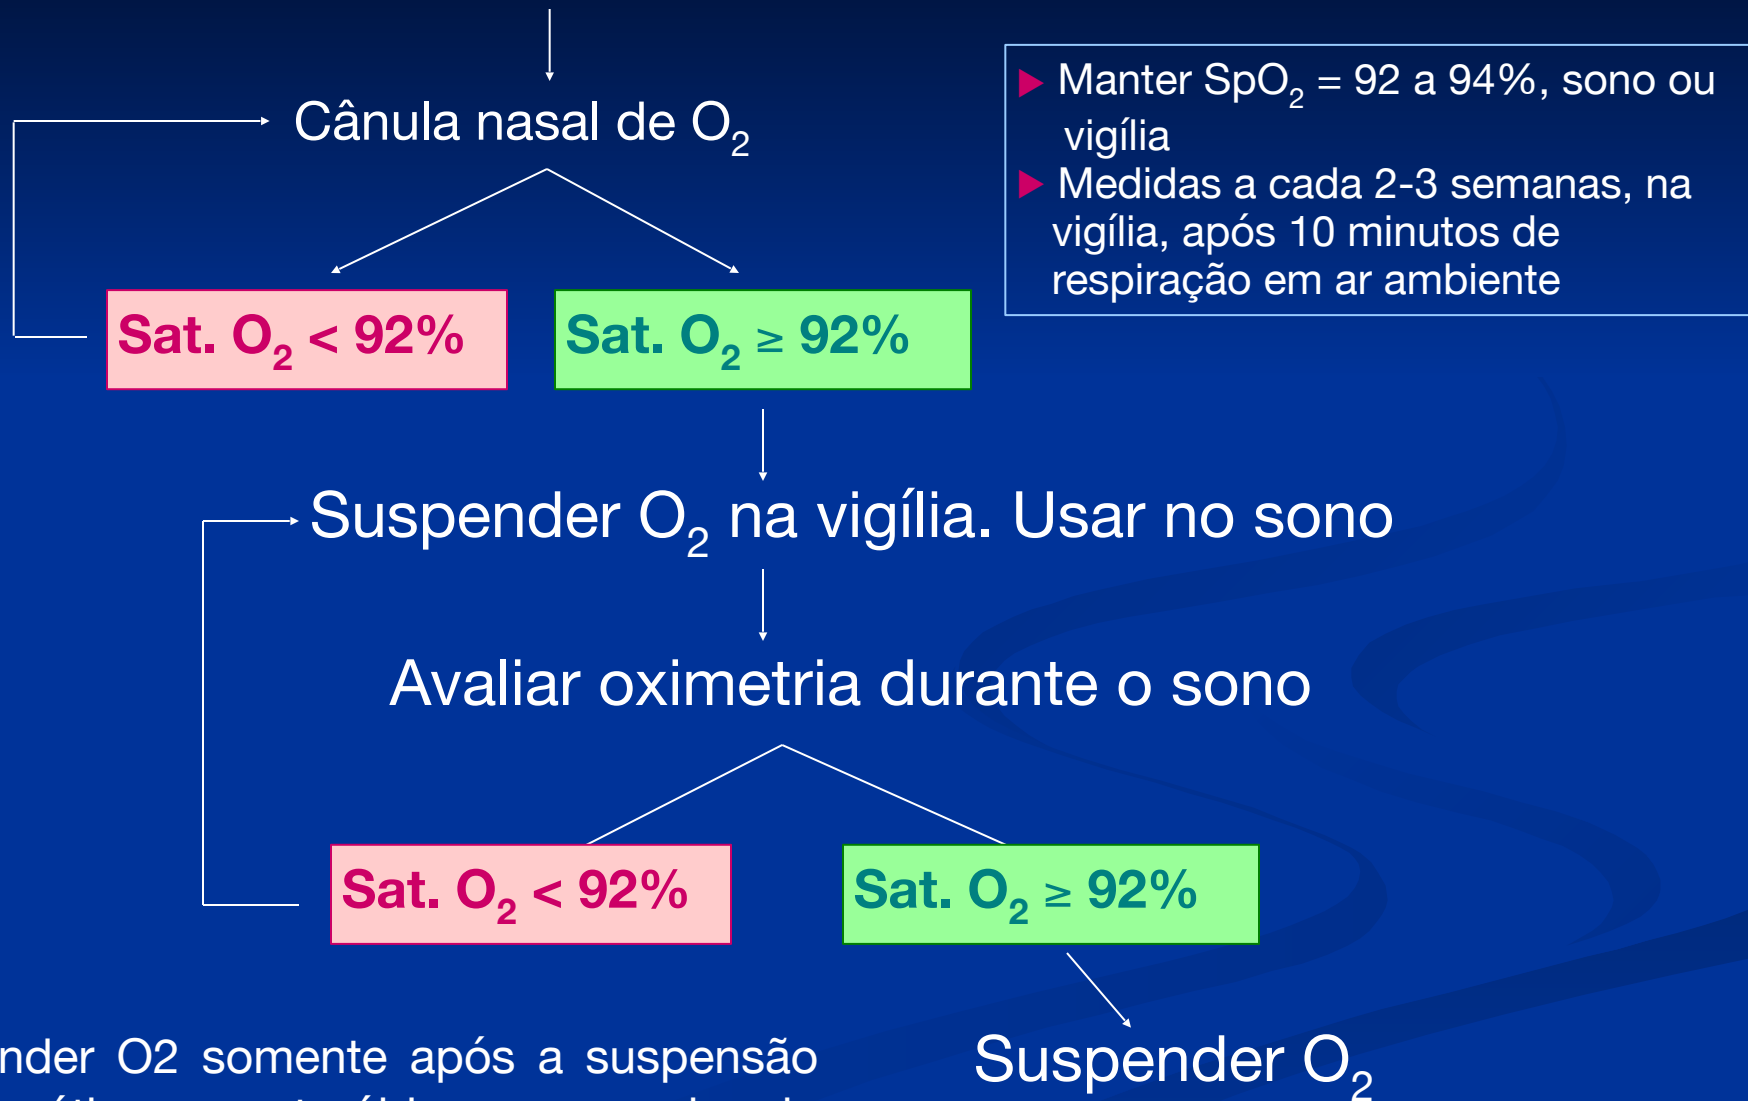 Cânula nasal de O₂
▶ Manter SpO₂ = 92 a 94%, sono ou
vigília
▶ Medidas a cada 2-3 semanas, na
vigília, após 10 minutos de
respiração em ar ambiente
Sat. O₂ < 92%
Sat. O₂ ≥ 92%
Suspender O₂ na vigília. Usar no sono
Avaliar oximetria durante o sono
Sat. O₂ < 92%
Sat. O₂ ≥ 92%
Suspender O₂
nder O2 somente após a suspensão